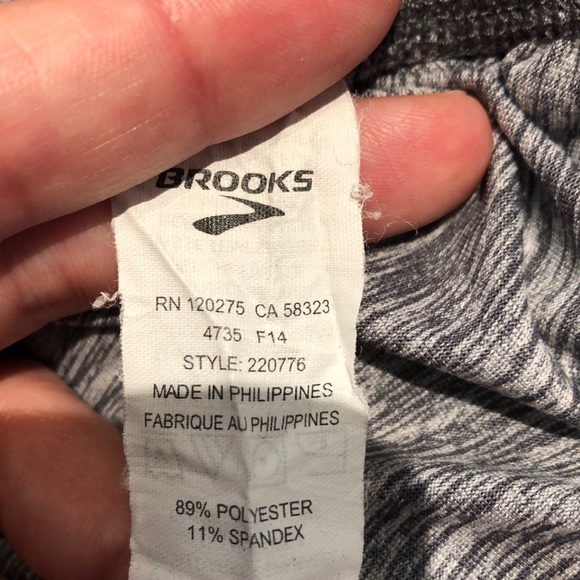 BROOKS
RN 120275 CA 58323
4735 F14
STYLE: 220776
MADE IN PHILIPPINES
FABRIQUE AU PHILIPPINES
89% POLYESTER
11% SPANDEX